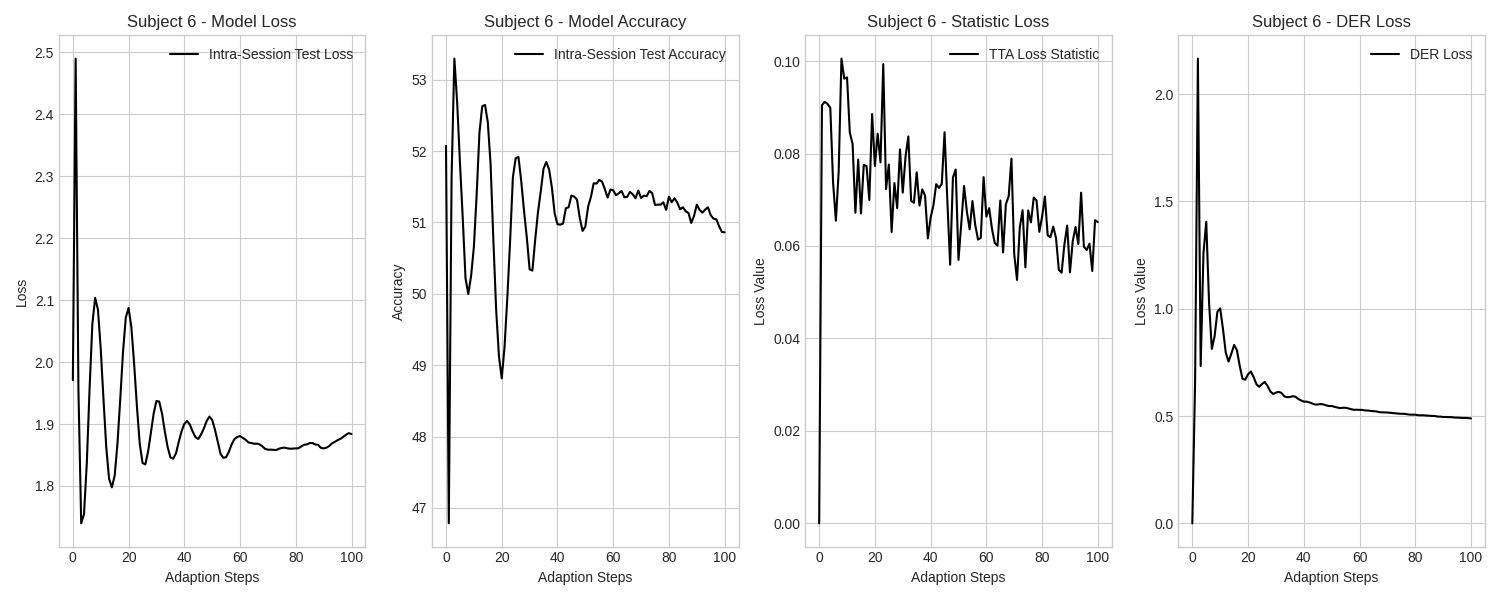 Subject 6 - Model Loss
Intra-Session Test Loss
Loss
2.5
2.4
2.3
2.2
2.1
2.0
1.9
1.8
0 20 40 60 80 100
Adaption Steps
Subject 6 - Model Accuracy
Intra-Session Test Accuracy
Accuracy
53
52
51
50
49
48
47
0 20 40 60 80 100
Adaption Steps
Subject 6 - Statistic Loss
TTA Loss Statistic
Loss Value
0.10
0.08
0.06
0.04
0.02
0.00
0 20 40 60 80 100
Adaption Steps
Subject 6 - DER Loss
DER Loss
Loss Value
2.0
1.5
1.0
0.5
0.0
0 20 40 60 80 100
Adaption Steps